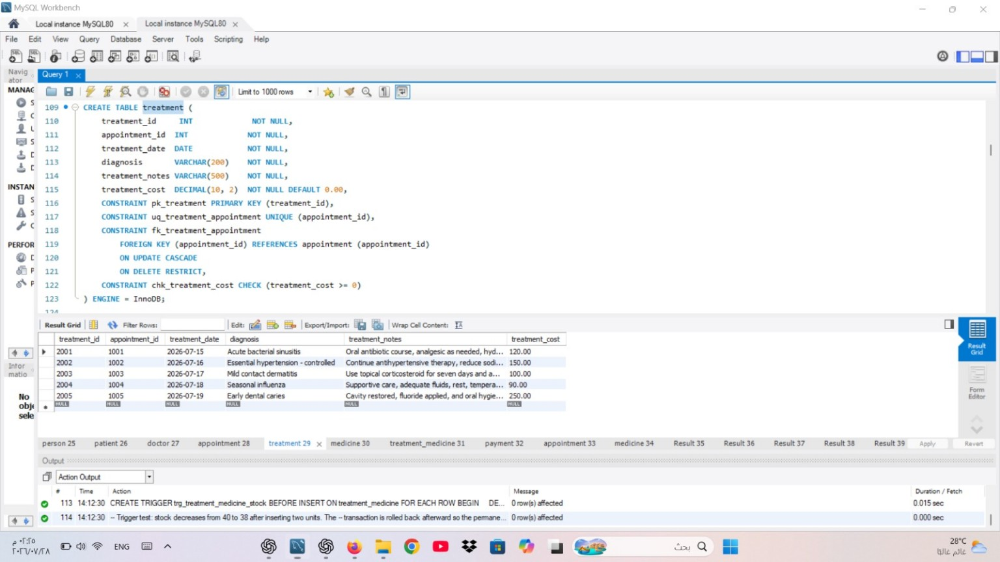 MySQL Workbench
Local instance MySQL80 × Local instance MySQL80 ×
File Edit View Query Database Server Tools Scripting Help
Navig
ator
Query 1 ×
MANAG
Limit to 1000 rows
109 CREATE TABLE treatment (
110 treatment_id INT NOT NULL,
111 appointment_id INT NOT NULL,
112 treatment_date DATE NOT NULL,
113 diagnosis VARCHAR(200) NOT NULL,
114 treatment_notes VARCHAR(500) NOT NULL,
115 treatment_cost DECIMAL(10, 2) NOT NULL DEFAULT 0.00,
116 CONSTRAINT pk_treatment PRIMARY KEY (treatment_id),
117 CONSTRAINT uq_treatment_appointment UNIQUE (appointment_id),
118 CONSTRAINT fk_treatment_appointment
119 FOREIGN KEY (appointment_id) REFERENCES appointment (appointment_id)
120 ON UPDATE CASCADE
121 ON DELETE RESTRICT,
122 CONSTRAINT chk_treatment_cost CHECK (treatment_cost >= 0)
123 ) ENGINE = InnoDB;
124
INSTAN
PERFOR
Infor
matio
No
obje
sele
Result Grid Filter Rows: Edit: Export/Import: Wrap Cell Content:
treatment_id appointment_id treatment_date diagnosis treatment_notes treatment_cost
2001 1001 2026-07-15 Acute bacterial sinusitis Oral antibiotic course, analgesic as needed, hyd... 120.00
2002 1002 2026-07-16 Essential hypertension - controlled Continue antihypertensive therapy, reduce sodi... 150.00
2003 1003 2026-07-17 Mild contact dermatitis Use topical corticosteroid for seven days and a... 100.00
2004 1004 2026-07-18 Seasonal influenza Supportive care, adequate fluids, rest, tempera... 90.00
2005 1005 2026-07-19 Early dental caries Cavity restored, fluoride applied, and oral hygie... 250.00
NULL NULL NULL NULL NULL NULL
Result
Grid
Form
Editor
person 25 patient 26 doctor 27 appointment 28 treatment 29 × medicine 30 treatment_medicine 31 payment 32 appointment 33 medicine 34 Result 35 Result 36 Result 37 Result 38 Result 39 Apply Revert
Output
Action Output
# Time Action Message Duration / Fetch
113 14:12:30 CREATE TRIGGER trg_treatment_medicine_stock BEFORE INSERT ON treatment_medicine FOR EACH ROW BEGIN DE... 0 row(s) affected 0.015 sec
114 14:12:30 -- Trigger test: stock decreases from 40 to 38 after inserting two units. The -- transaction is rolled back afterward so the permane... 0 row(s) affected 0.000 sec
٠٢:٢٥ م
٢٠٢٦/٠٧/٢٨
ENG
بحث
28°C
غائم غالبًا